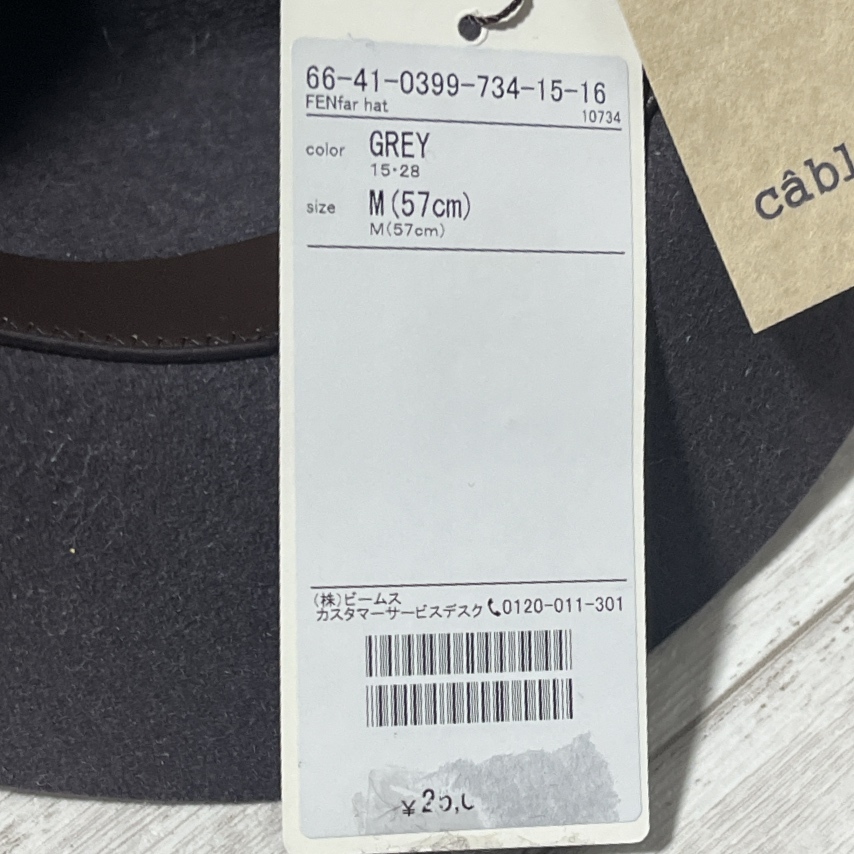 66-41-0399-734-15-16
FENfar hat
10734
color GREY
15・28
size M(57cm)
M(57cm)
(株)ビームス
カスタマーサービスデスク 0120-011-301
câbl